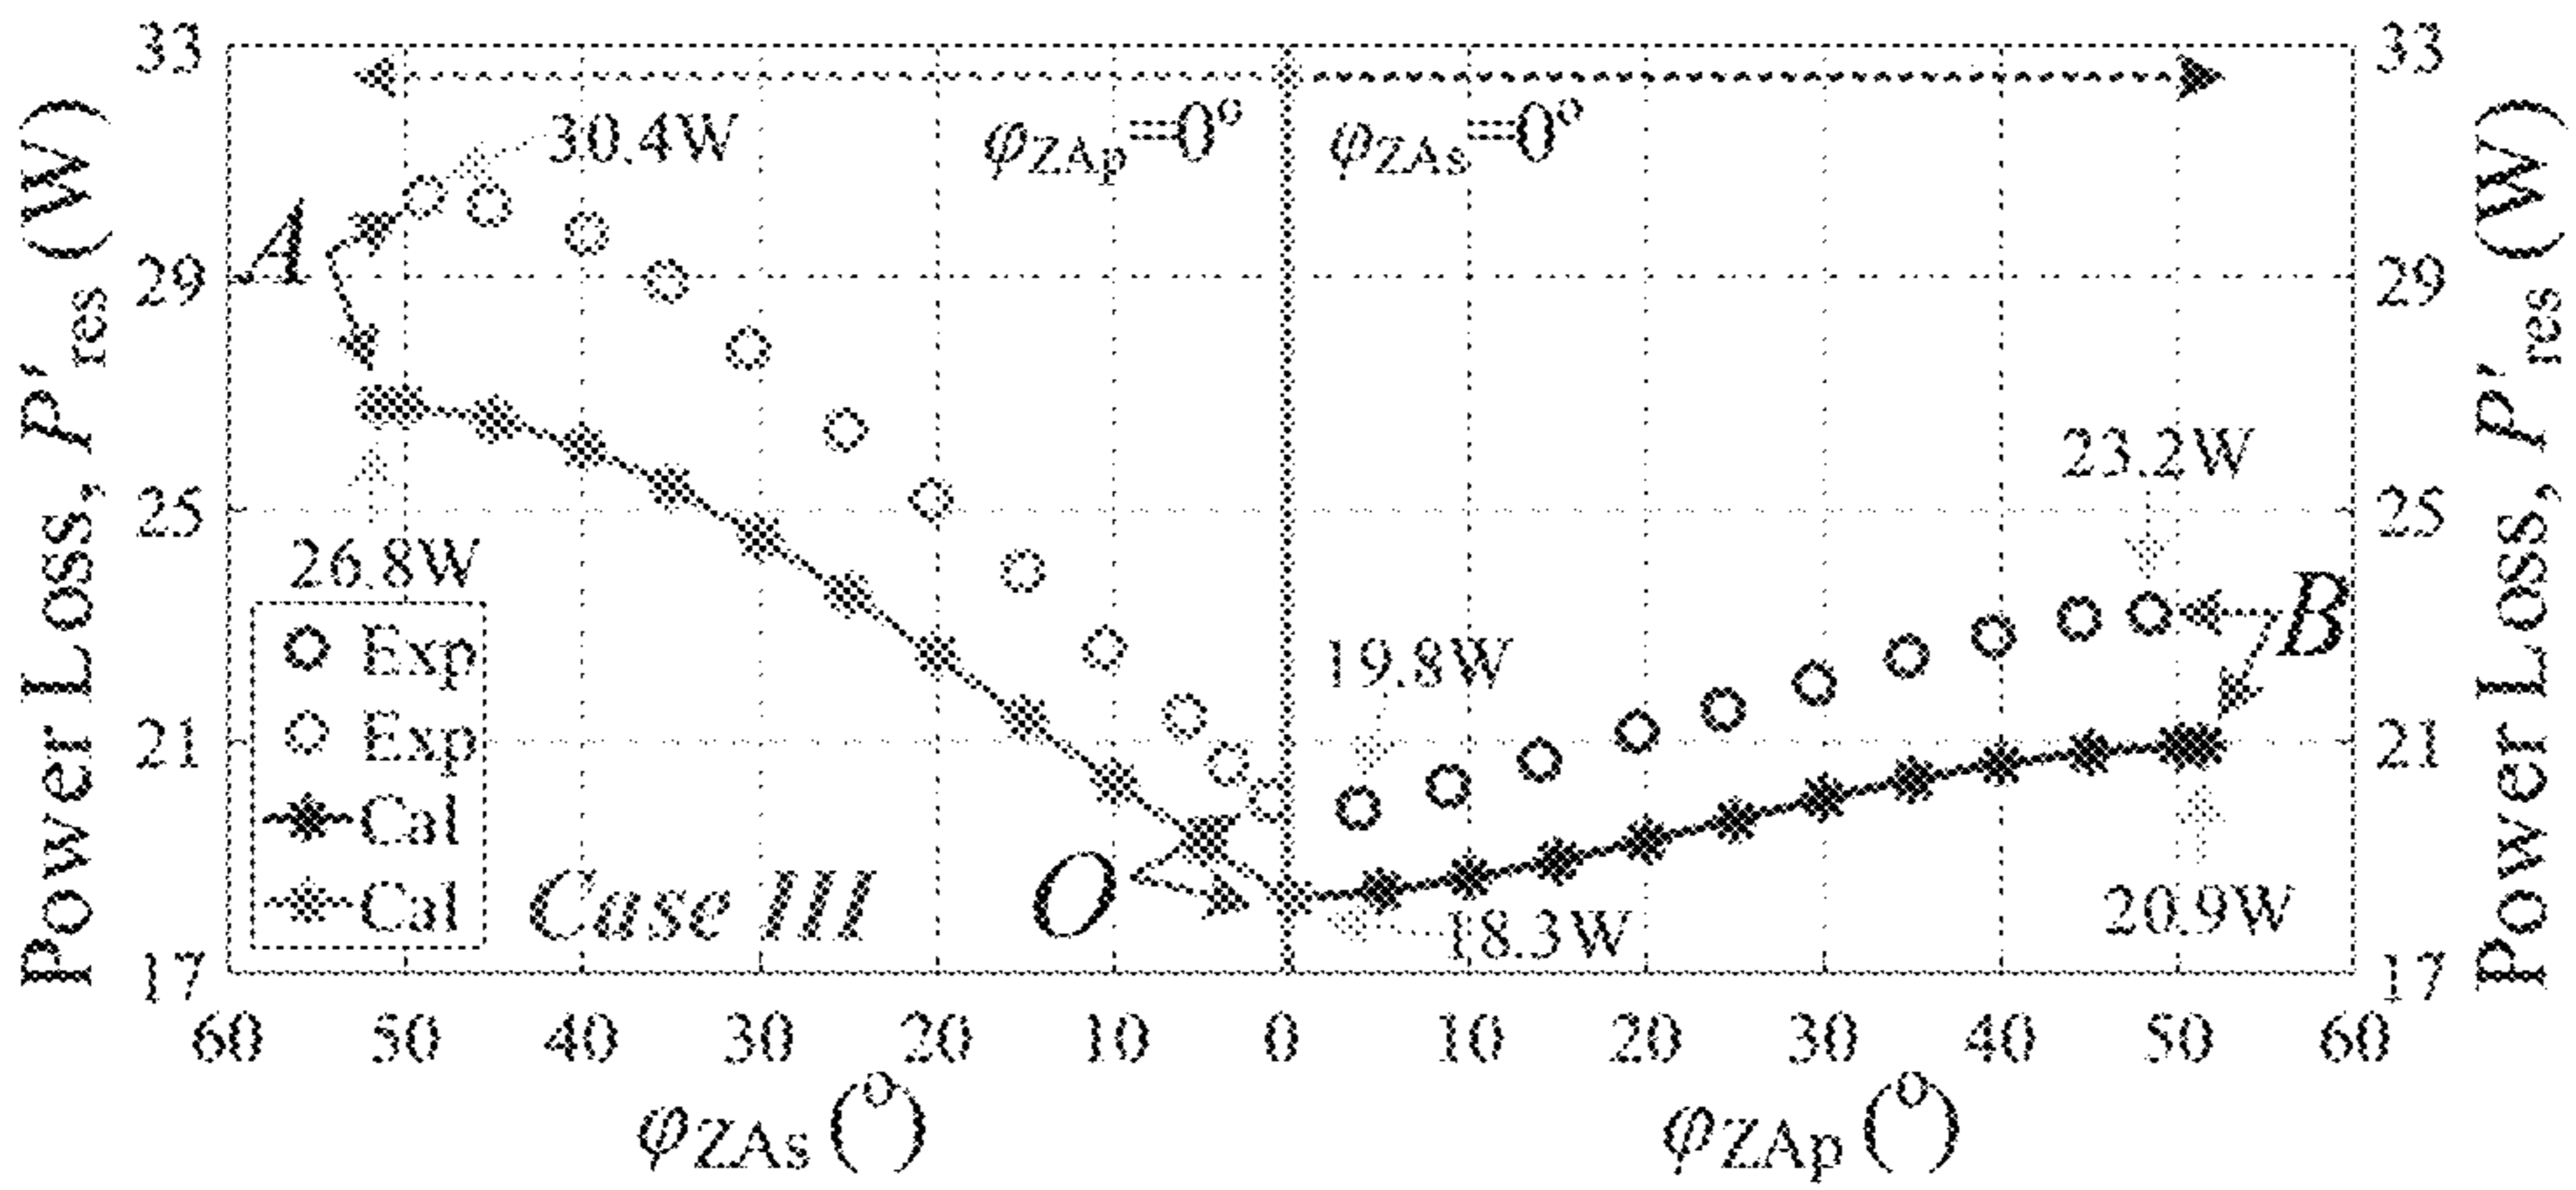 33
33
φZAp=0°
φZAs=0°
30.4W
A
29
29
23.2W
25
25
26.8W
B
Exp
19.8W
Exp
21
21
Cal
Cal
Case III
O
18.3W
20.9W
17
17
60 50 40 30 20 10 0 10 20 30 40 50 60
φZAs (°)
φZAp (°)
Power Loss, P′res (W)
Power Loss, P′res (W)